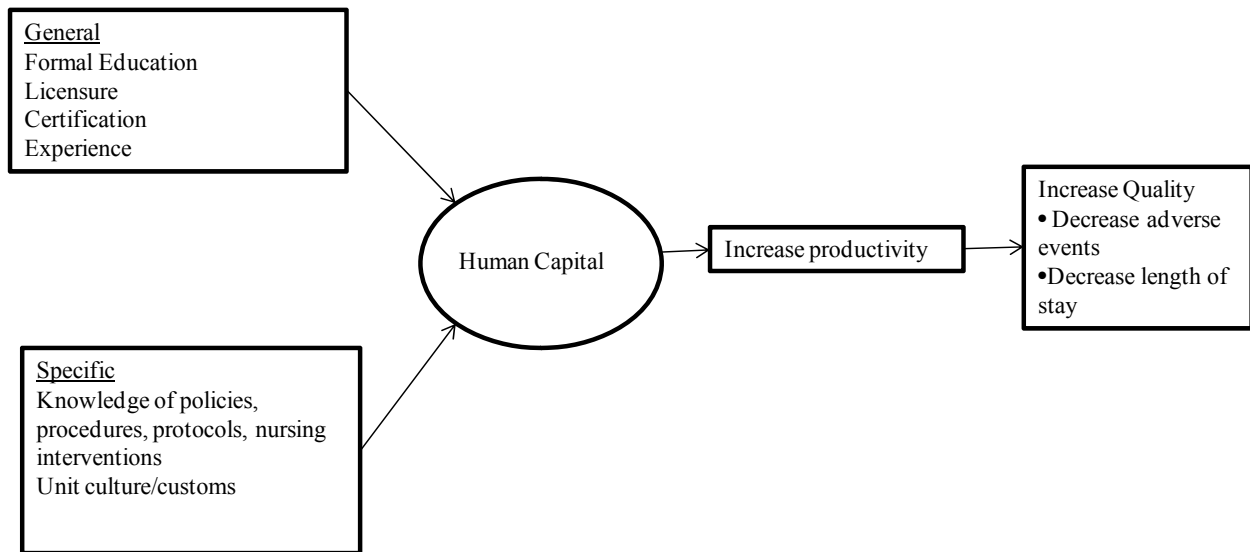 General
Formal Education
Licensure
Certification
Experience
Human Capital
Increase productivity
Increase Quality
• Decrease adverse
events
•Decrease length of
stay
Specific
Knowledge of policies,
procedures, protocols, nursing
interventions
Unit culture/customs